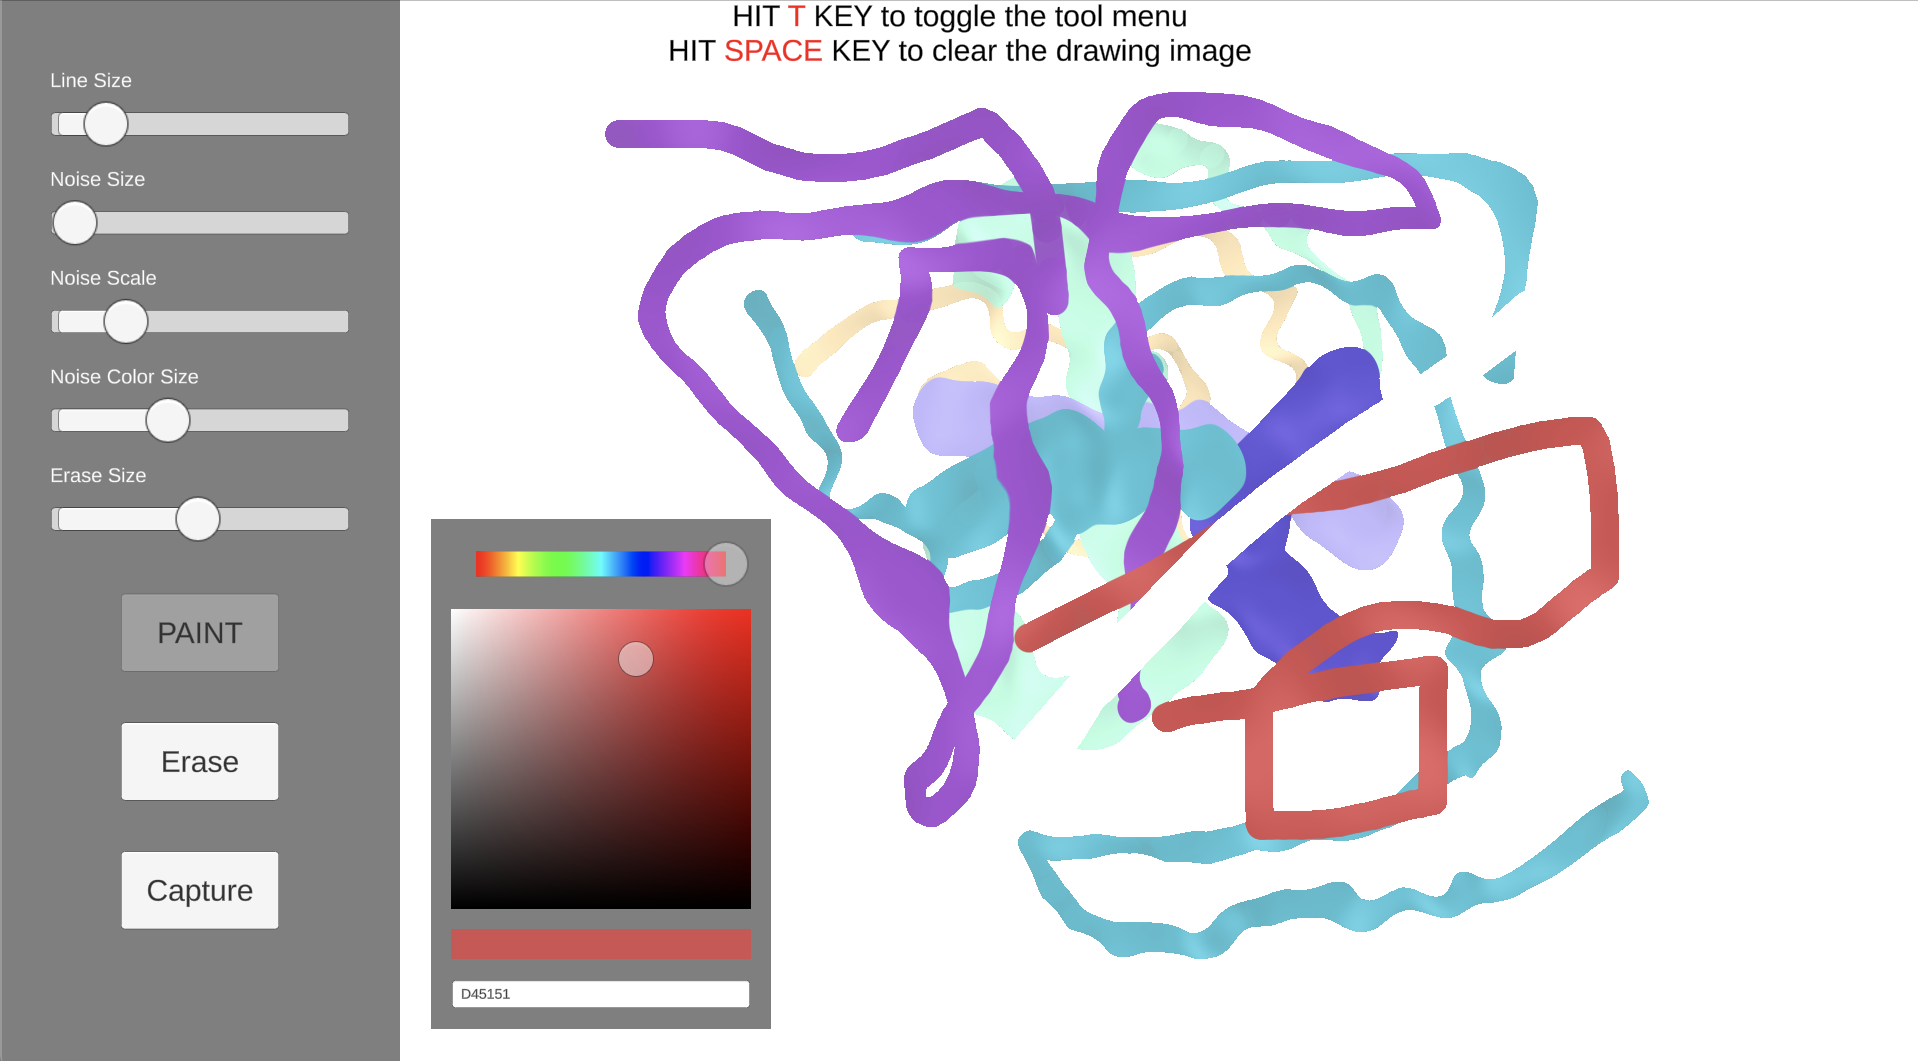 HIT T KEY to toggle the tool menu
HIT SPACE KEY to clear the drawing image
Line Size
Noise Size
Noise Scale
Noise Color Size
Erase Size
PAINT
Erase
Capture
D45151